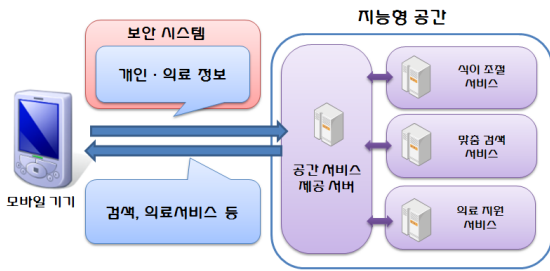 지능형 공간
보안 시스템
개인 · 의료 정보
식이 조절
서비스
맞춤 검색
서비스
공간 서비스
제공 서버
모바일 기기
검색, 의료서비스 등
의료 지원
서비스